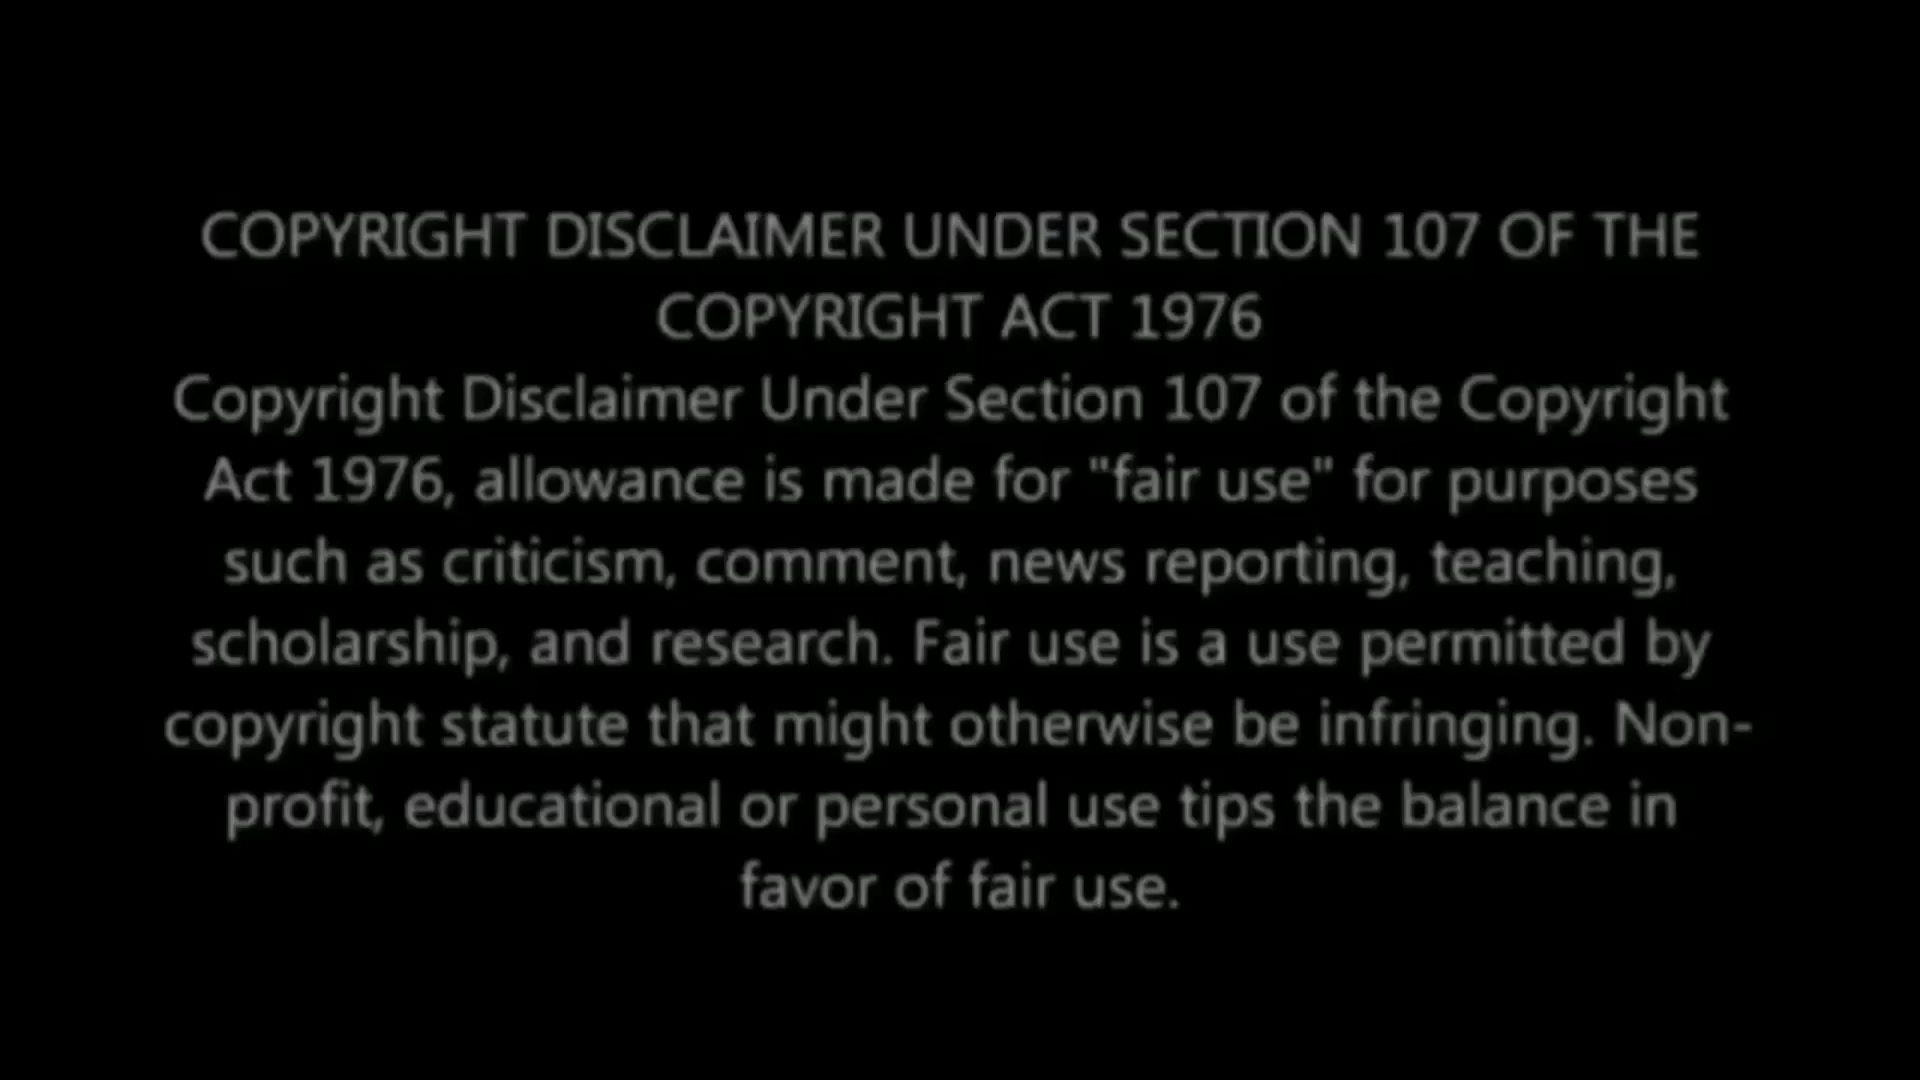 COPYRIGHT DISCLAIMER UNDER SECTION 107 OF THE
COPYRIGHT ACT 1976
Copyright Disclaimer Under Section 107 of the Copyright
Act 1976, allowance is made for "fair use" for purposes
such as criticism, comment, news reporting, teaching,
scholarship, and research. Fair use is a use permitted by
copyright statute that might otherwise be infringing. Non-
profit, educational or personal use tips the balance in
favor of fair use.